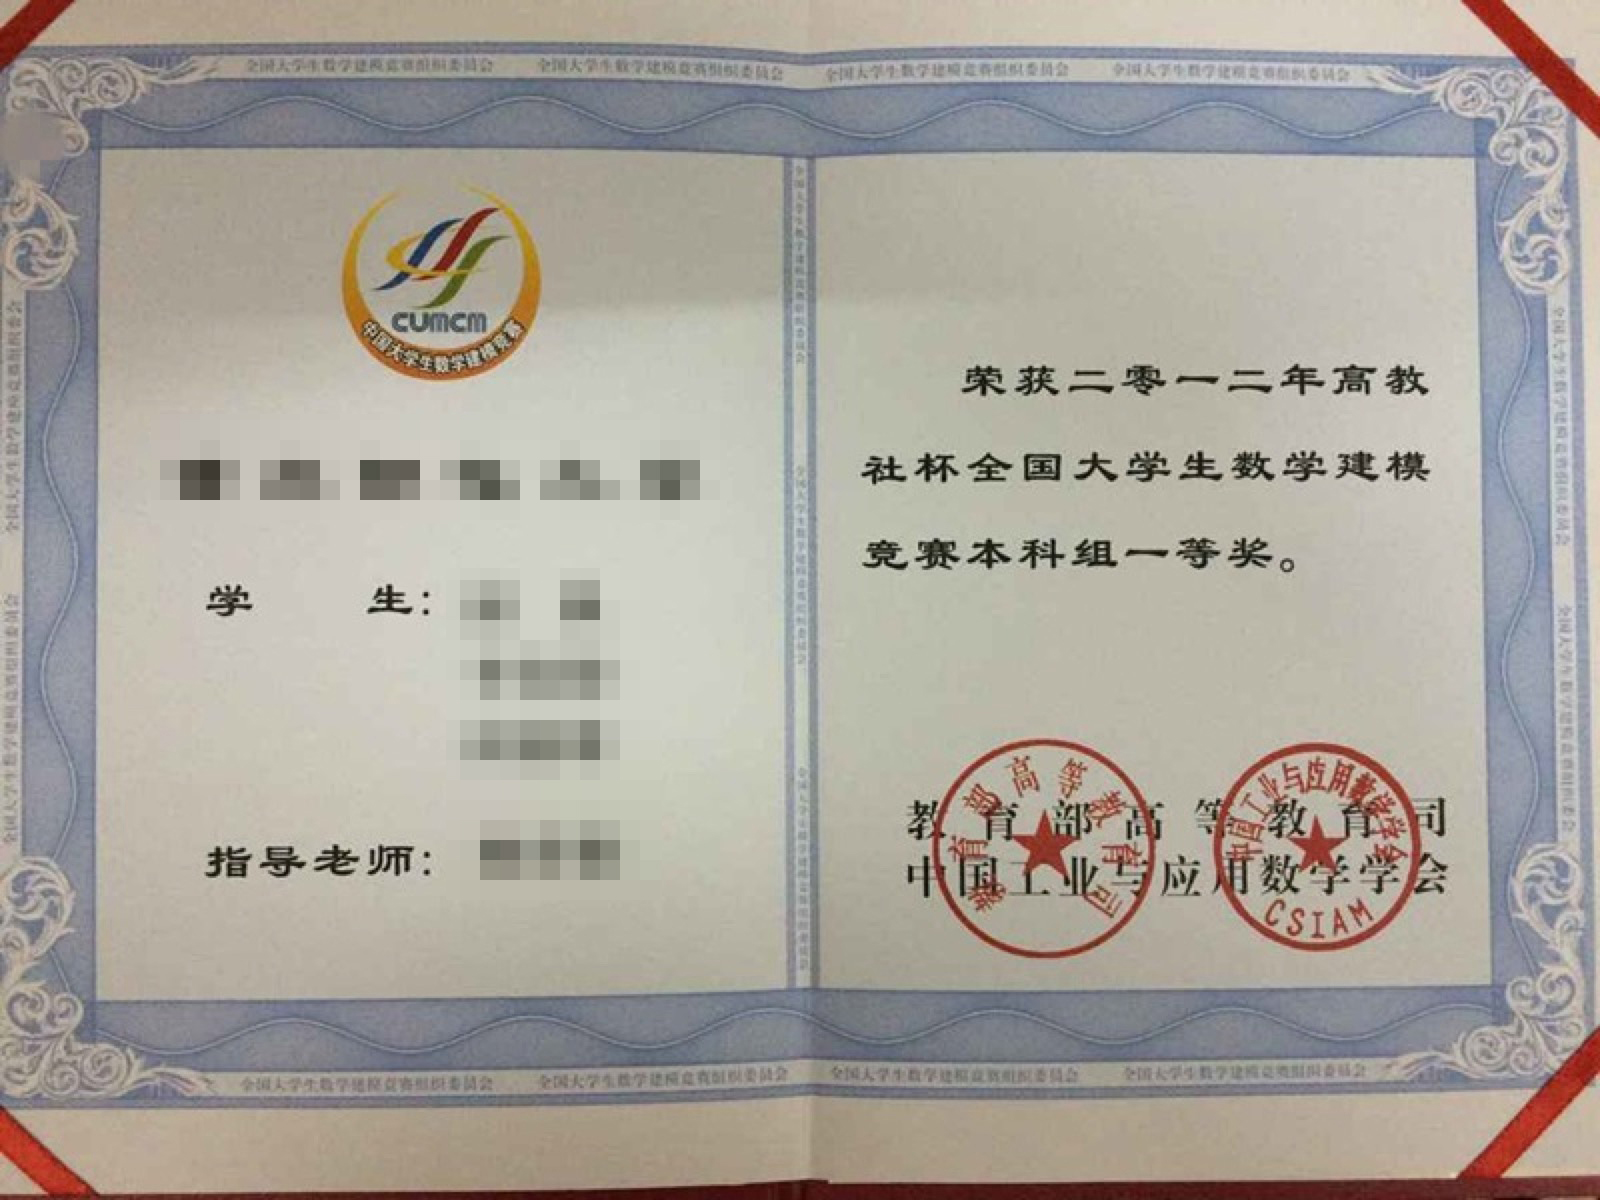 全国大学生数学建模竞赛组织委员会 全国大学生数学建模竞赛组织委员会 全国大学生数学建模竞赛组织委员会 全国大学生数学建模竞赛组织委员会
CUMCM
中国大学生数学建模竞赛
学 生:
指导老师:
荣获二零一二年高教
社杯全国大学生数学建模
竞赛本科组一等奖。
教育部高等教育司
中国工业与应用数学学会
教育部高等教育司
中国工业与应用数学学会
CSIAM
全国大学生数学建模竞赛组织委员会 全国大学生数学建模竞赛组织委员会 全国大学生数学建模竞赛组织委员会 全国大学生数学建模竞赛组织委员会